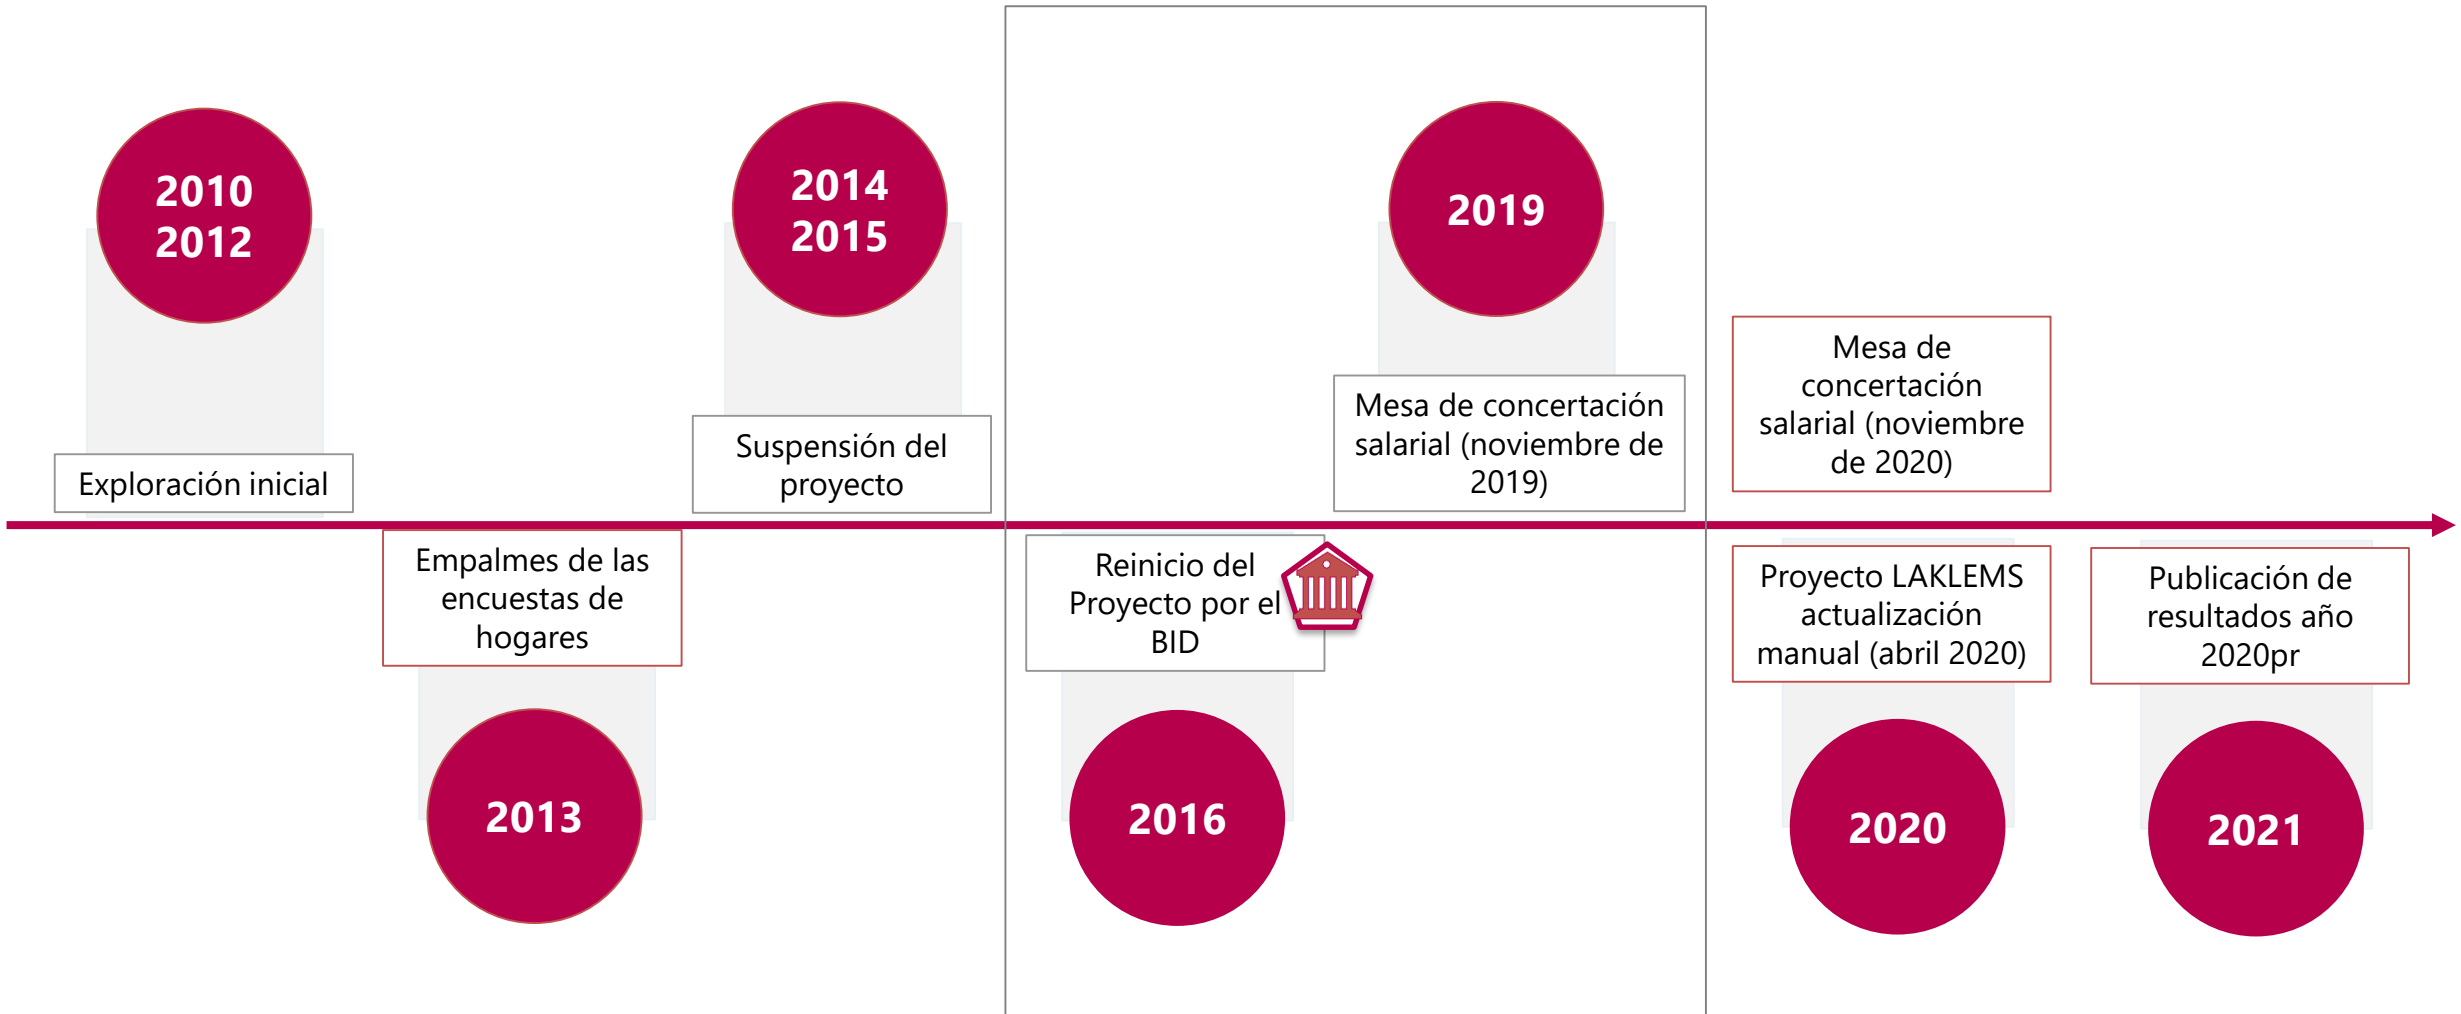 2010
2012
Exploración inicial
Empalmes de las
encuestas de
hogares
2013
2014
2015
Suspensión del
proyecto
Reinicio del
Proyecto por el
BID
2016
2019
Mesa de concertación
salarial (noviembre de
2019)
Mesa de
concertación
salarial (noviembre
de 2020)
Proyecto LAKLEMS
actualización
manual (abril 2020)
2020
Publicación de
resultados año
2020pr
2021